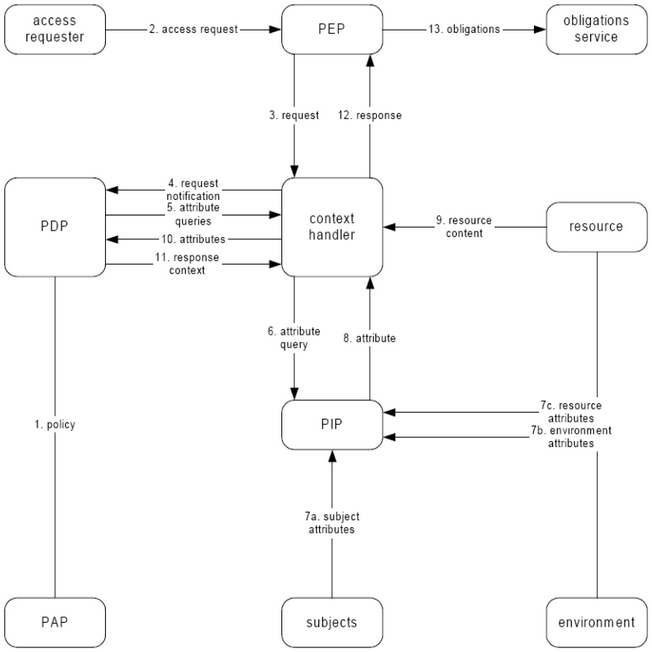 access
requester
2. access request
PEP
13. obligations
obligations
service
3. request
12. response
PDP
4. request
notification
5. attribute
queries
10. attributes
11. response
context
context
handler
9. resource
content
resource
6. attribute
query
8. attribute
1. policy
PIP
7c. resource
attributes
7b. environment
attributes
7a. subject
attributes
PAP
subjects
environment